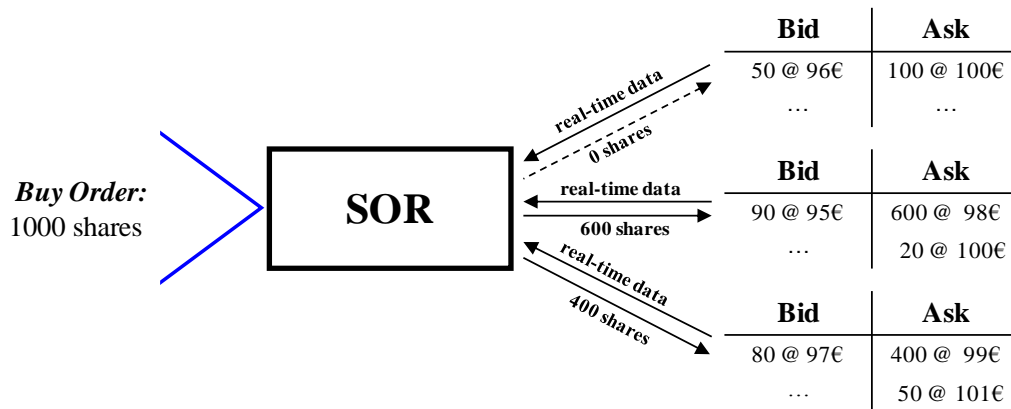 Bid Ask
50 @ 96€ 100 @ 100€
… …
real-time data
0 shares
Buy Order:
1000 shares
SOR
real-time data
600 shares
Bid Ask
90 @ 95€ 600 @ 98€
… 20 @ 100€
real-time data
400 shares
Bid Ask
80 @ 97€ 400 @ 99€
… 50 @ 101€